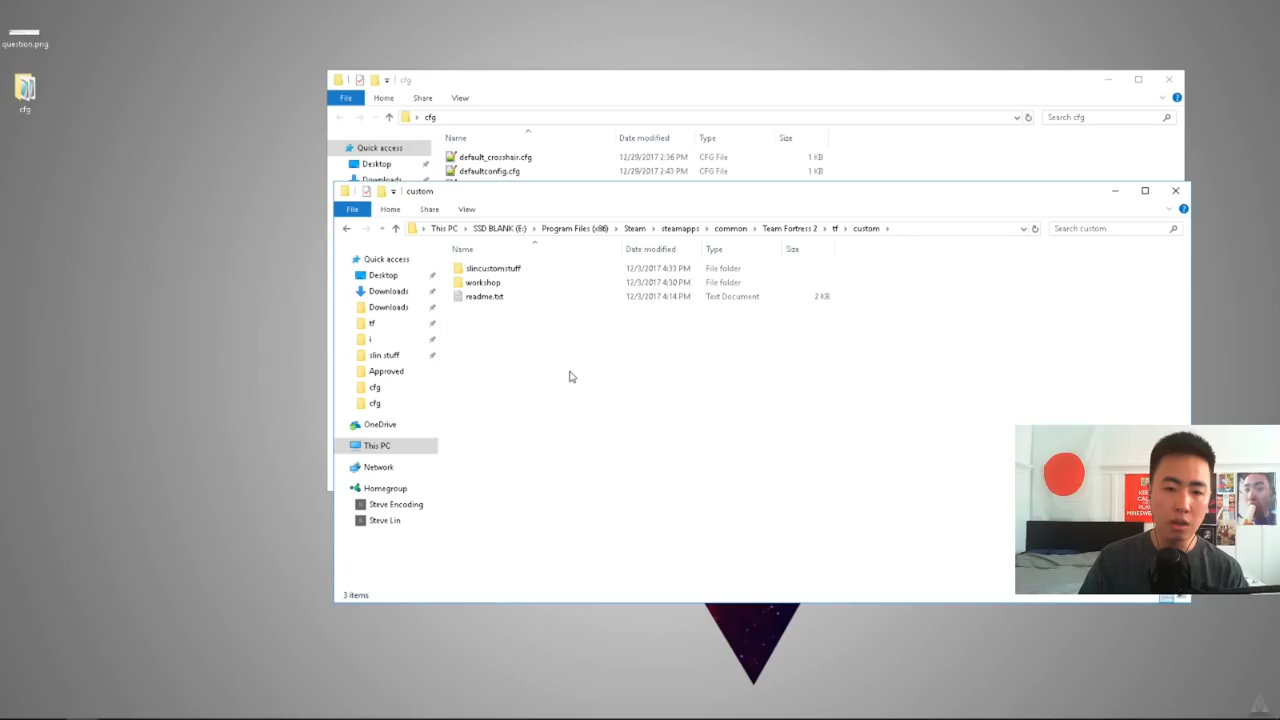 question.png
cfg
cfg
File Home Share View
cfg
Search cfg
Name Date modified Type Size
Quick access
Desktop
Downloads
default_crosshair.cfg 12/29/2017 2:36 PM CFG File 1 KB
defaultconfig.cfg 12/29/2017 2:43 PM CFG File 1 KB
custom
File Home Share View
This PC SSD BLANK (E:) Program Files (x86) Steam steamapps common Team Fortress 2 tf custom
Search custom
Name Date modified Type Size
Quick access
Desktop
Downloads
Downloads
tf
i
slin stuff
Approved
cfg
cfg
OneDrive
This PC
Network
Homegroup
Steve Encoding
Steve Lin
slincustomstuff 12/3/2017 4:33 PM File folder
workshop 12/3/2017 4:30 PM File folder
readme.txt 12/3/2017 4:14 PM Text Document 2 KB
3 items
KEEP
CALM
AND
PLAY
MINESWEEPER